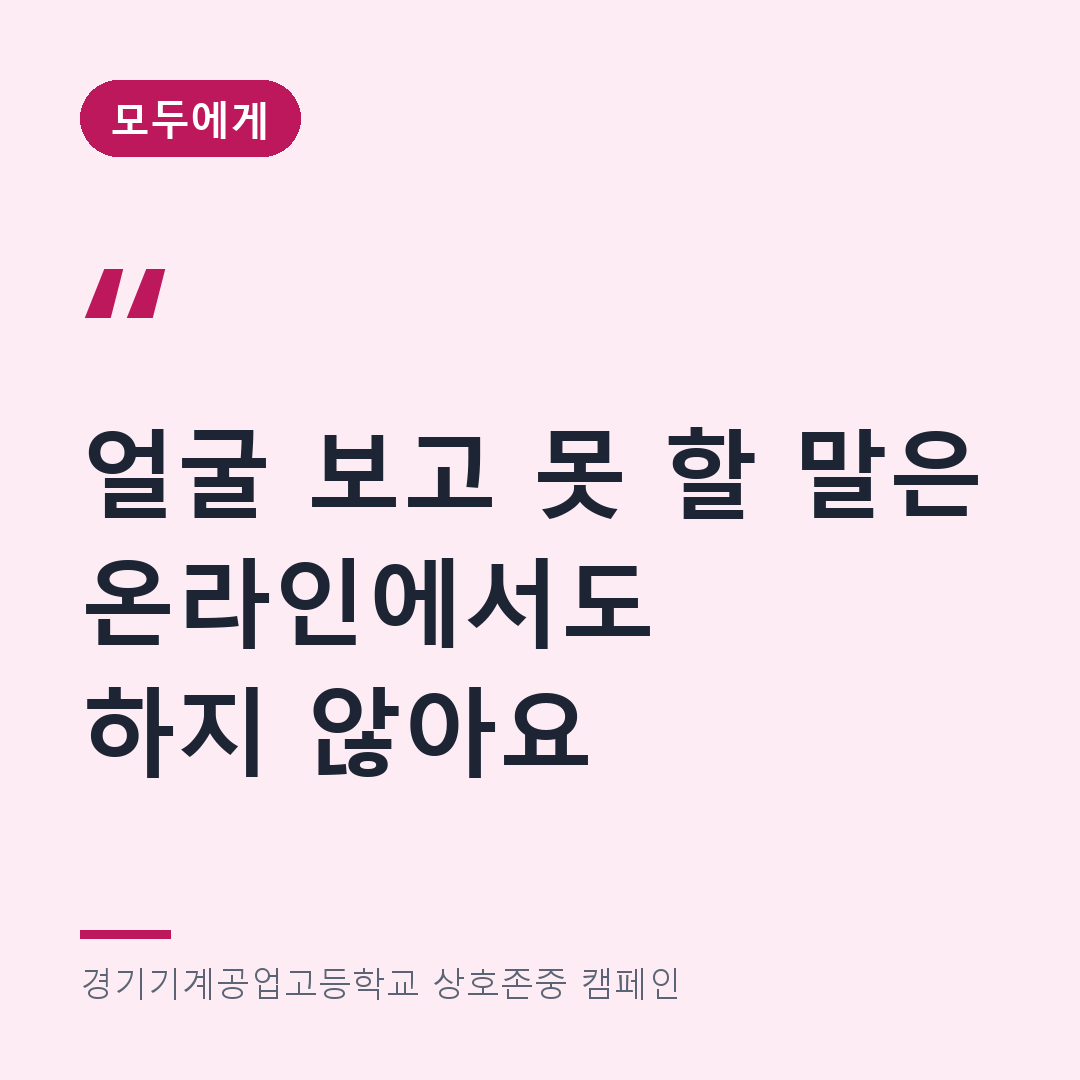 모두에게
“
얼굴 보고 못 할 말은
온라인에서도
하지 않아요
경기기계공업고등학교 상호존중 캠페인